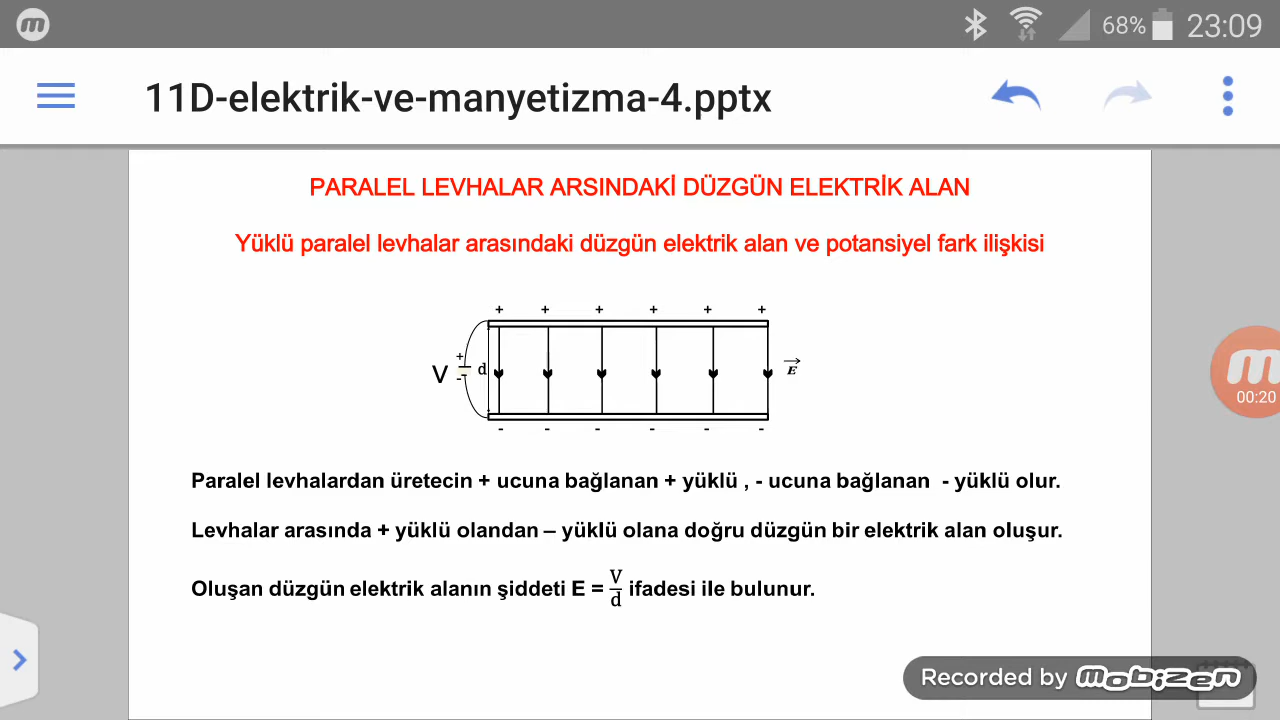 68% 23:09
11D-elektrik-ve-manyetizma-4.pptx
PARALEL LEVHALAR ARSINDAKİ DÜZGÜN ELEKTRİK ALAN
Yüklü paralel levhalar arasındaki düzgün elektrik alan ve potansiyel fark ilişkisi
+ + + + + +
V + - d E
- - - - - -
00:20
Paralel levhalardan üretecin + ucuna bağlanan + yüklü , - ucuna bağlanan - yüklü olur.
Levhalar arasında + yüklü olandan – yüklü olana doğru düzgün bir elektrik alan oluşur.
Oluşan düzgün elektrik alanın şiddeti E = V/d ifadesi ile bulunur.
Recorded by mobizen